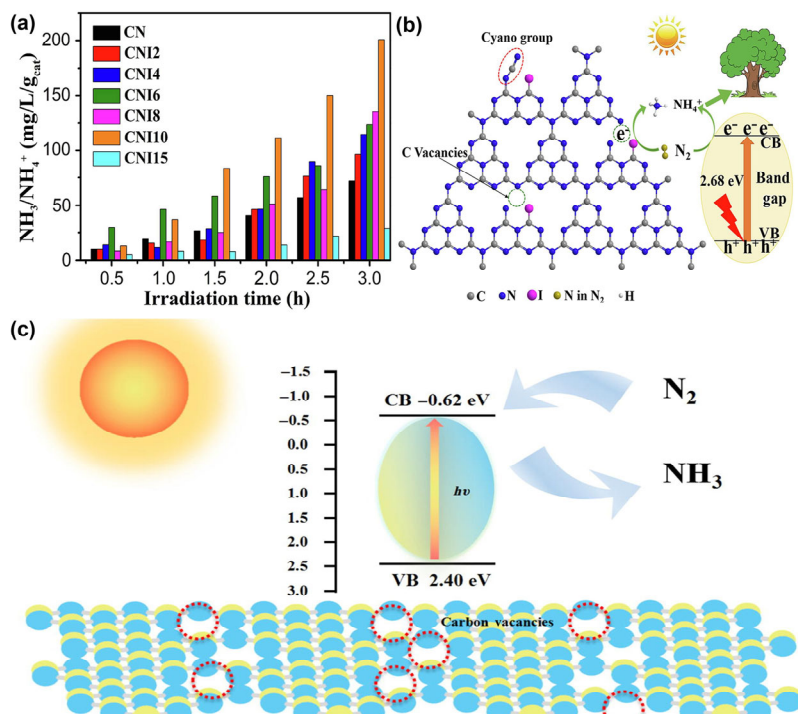 (a)
NH₃/NH₄⁺ (mg/L/g_cat)
200
150
100
50
0
CN
CNI2
CNI4
CNI6
CNI8
CNI10
CNI15
0.5 1.0 1.5 2.0 2.5 3.0
Irradiation time (h)
(b)
Cyano group
C Vacancies
e⁻
NH₄⁺
N₂
e⁻ e⁻ e⁻
CB
2.68 eV
Band
gap
VB
h⁺ h⁺ h⁺
C N I N in N₂ H
(c)
−1.5
−1.0
−0.5
0.0
0.5
1.0
1.5
2.0
2.5
3.0
CB −0.62 eV
hν
VB 2.40 eV
N₂
NH₃
Carbon vacancies